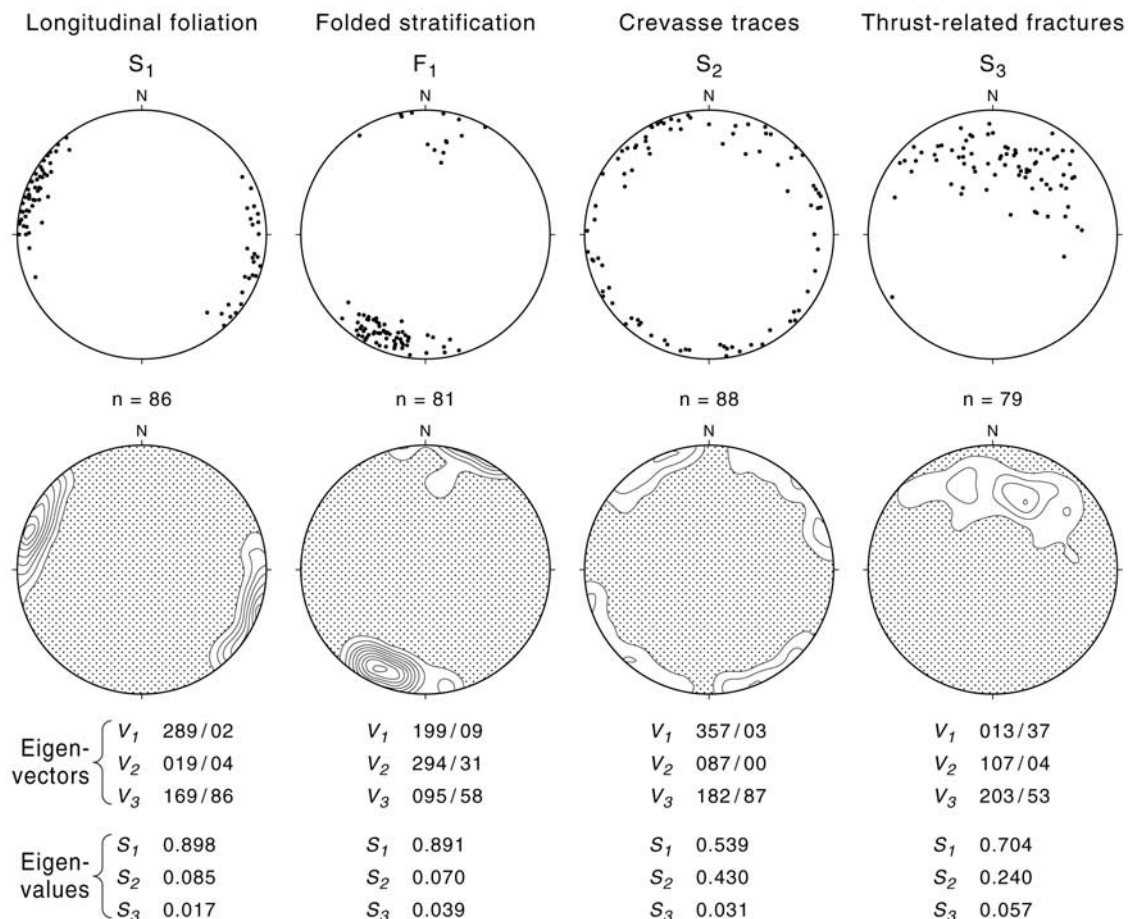 Longitudinal foliation Folded stratification Crevasse traces Thrust-related fractures
S1 F1 S2 S3
N N N N
n = 86 n = 81 n = 88 n = 79
N N N N
Eigen-vectors
V1 289/02 V1 199/09 V1 357/03 V1 013/37
V2 019/04 V2 294/31 V2 087/00 V2 107/04
V3 169/86 V3 095/58 V3 182/87 V3 203/53
Eigen-values
S1 0.898 S1 0.891 S1 0.539 S1 0.704
S2 0.085 S2 0.070 S2 0.430 S2 0.240
S3 0.017 S3 0.039 S3 0.031 S3 0.057